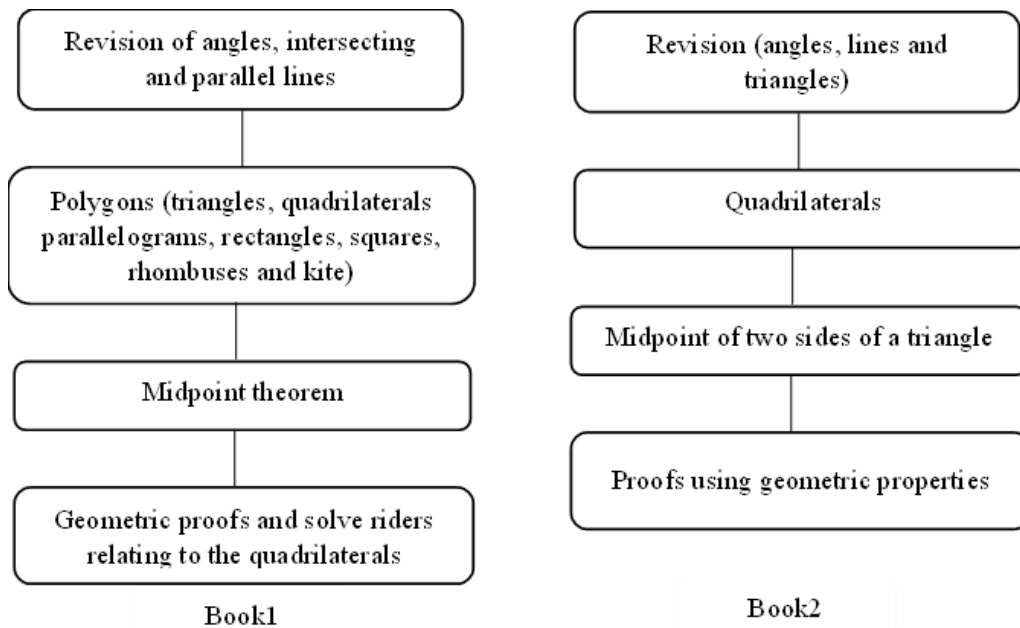 Revision of angles, intersecting
and parallel lines
Polygons (triangles, quadrilaterals
parallelograms, rectangles, squares,
rhombuses and kite)
Midpoint theorem
Geometric proofs and solve riders
relating to the quadrilaterals
Book1
Revision (angles, lines and
triangles)
Quadrilaterals
Midpoint of two sides of a triangle
Proofs using geometric properties
Book2